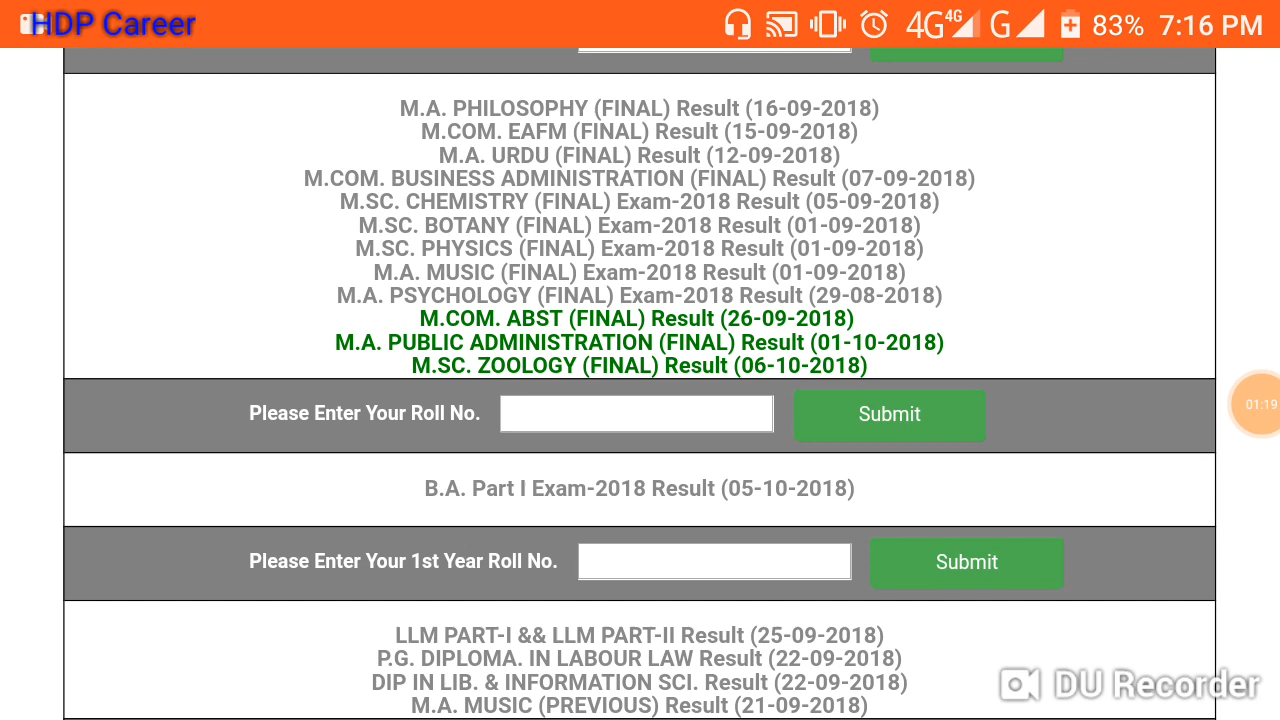 HDP Career
4G 4G G 83% 7:16 PM
M.A. PHILOSOPHY (FINAL) Result (16-09-2018)
M.COM. EAFM (FINAL) Result (15-09-2018)
M.A. URDU (FINAL) Result (12-09-2018)
M.COM. BUSINESS ADMINISTRATION (FINAL) Result (07-09-2018)
M.SC. CHEMISTRY (FINAL) Exam-2018 Result (05-09-2018)
M.SC. BOTANY (FINAL) Exam-2018 Result (01-09-2018)
M.SC. PHYSICS (FINAL) Exam-2018 Result (01-09-2018)
M.A. MUSIC (FINAL) Exam-2018 Result (01-09-2018)
M.A. PSYCHOLOGY (FINAL) Exam-2018 Result (29-08-2018)
M.COM. ABST (FINAL) Result (26-09-2018)
M.A. PUBLIC ADMINISTRATION (FINAL) Result (01-10-2018)
M.SC. ZOOLOGY (FINAL) Result (06-10-2018)
Please Enter Your Roll No. Submit
01:19
B.A. Part I Exam-2018 Result (05-10-2018)
Please Enter Your 1st Year Roll No. Submit
LLM PART-I && LLM PART-II Result (25-09-2018)
P.G. DIPLOMA. IN LABOUR LAW Result (22-09-2018)
DIP IN LIB. & INFORMATION SCI. Result (22-09-2018)
M.A. MUSIC (PREVIOUS) Result (21-09-2018)
DU Recorder